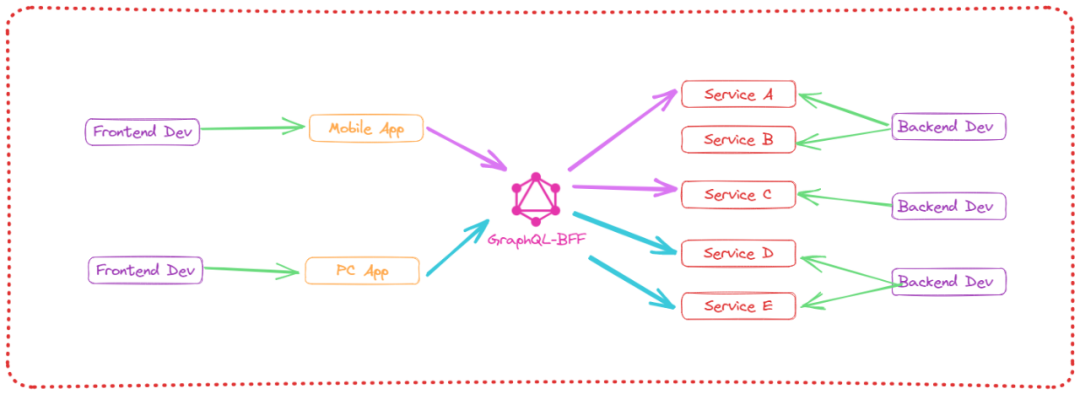 Frontend Dev
Mobile App
Frontend Dev
PC App
GraphQL-BFF
Service A
Service B
Service C
Service D
Service E
Backend Dev
Backend Dev
Backend Dev